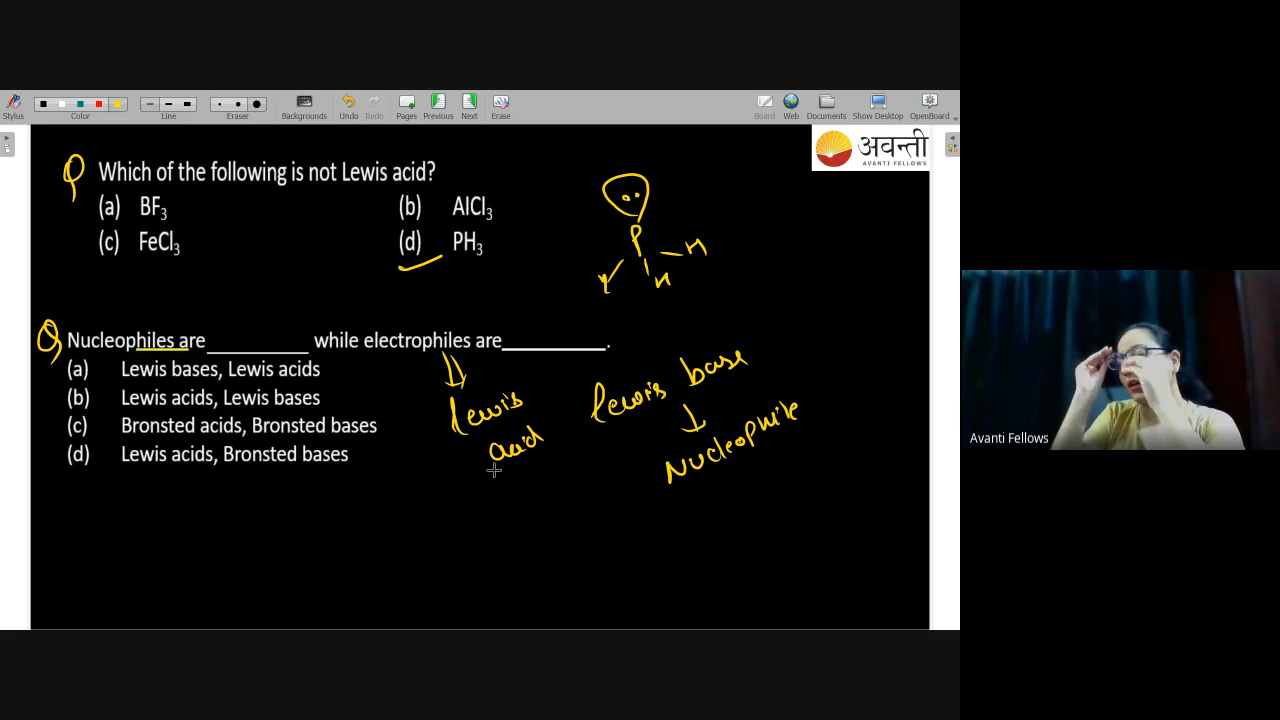 Stylus
Color
Line
Eraser
Backgrounds
Undo
Redo
Pages
Previous
Next
Erase
Board
Web
Documents
Show Desktop
OpenBoard
अवन्ती
AVANTI FELLOWS
Q Which of the following is not Lewis acid?
(a) BF3 (b) AlCl3
(c) FeCl3 (d) PH3
P
H
H
Q Nucleophiles are __________ while electrophiles are__________.
(a) Lewis bases, Lewis acids
(b) Lewis acids, Lewis bases
(c) Bronsted acids, Bronsted bases
(d) Lewis acids, Bronsted bases
Lewis
acid
Lewis base
Nucleophile
Avanti Fellows